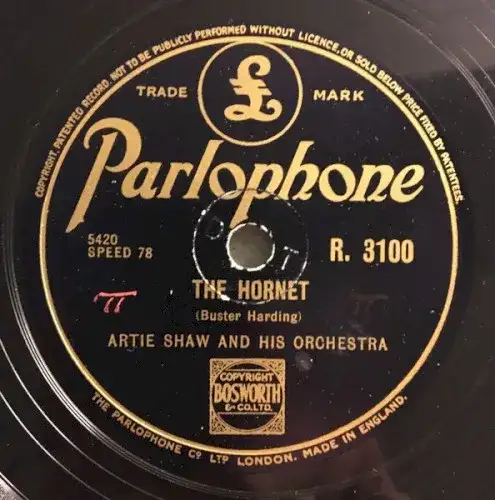 COPYRIGHT. PATENTED RECORD. NOT TO BE PUBLICLY PERFORMED WITHOUT LICENCE, OR SOLD BELOW PRICE FIXED BY PATENTEES.
TRADE MARK
£
Parlophone
5420
SPEED 78
R. 3100
THE HORNET
(Buster Harding)
ARTIE SHAW AND HIS ORCHESTRA
COPYRIGHT
BOSWORTH
& CO. LTD.
THE PARLOPHONE Cº LTD LONDON. MADE IN ENGLAND.